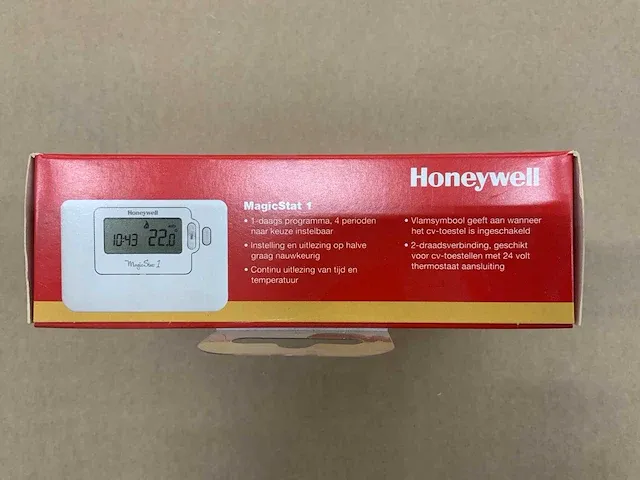 Honeywell
MagicStat 1
• 1-daags programma, 4 perioden
naar keuze instelbaar
• Instelling en uitlezing op halve
graag nauwkeurig
• Continu uitlezing van tijd en
temperatuur
• Vlamsymbool geeft aan wanneer
het cv-toestel is ingeschakeld
• 2-draadsverbinding, geschikt
voor cv-toestellen met 24 volt
thermostaat aansluiting
Honeywell
10:43 22.0
MagicStat 1